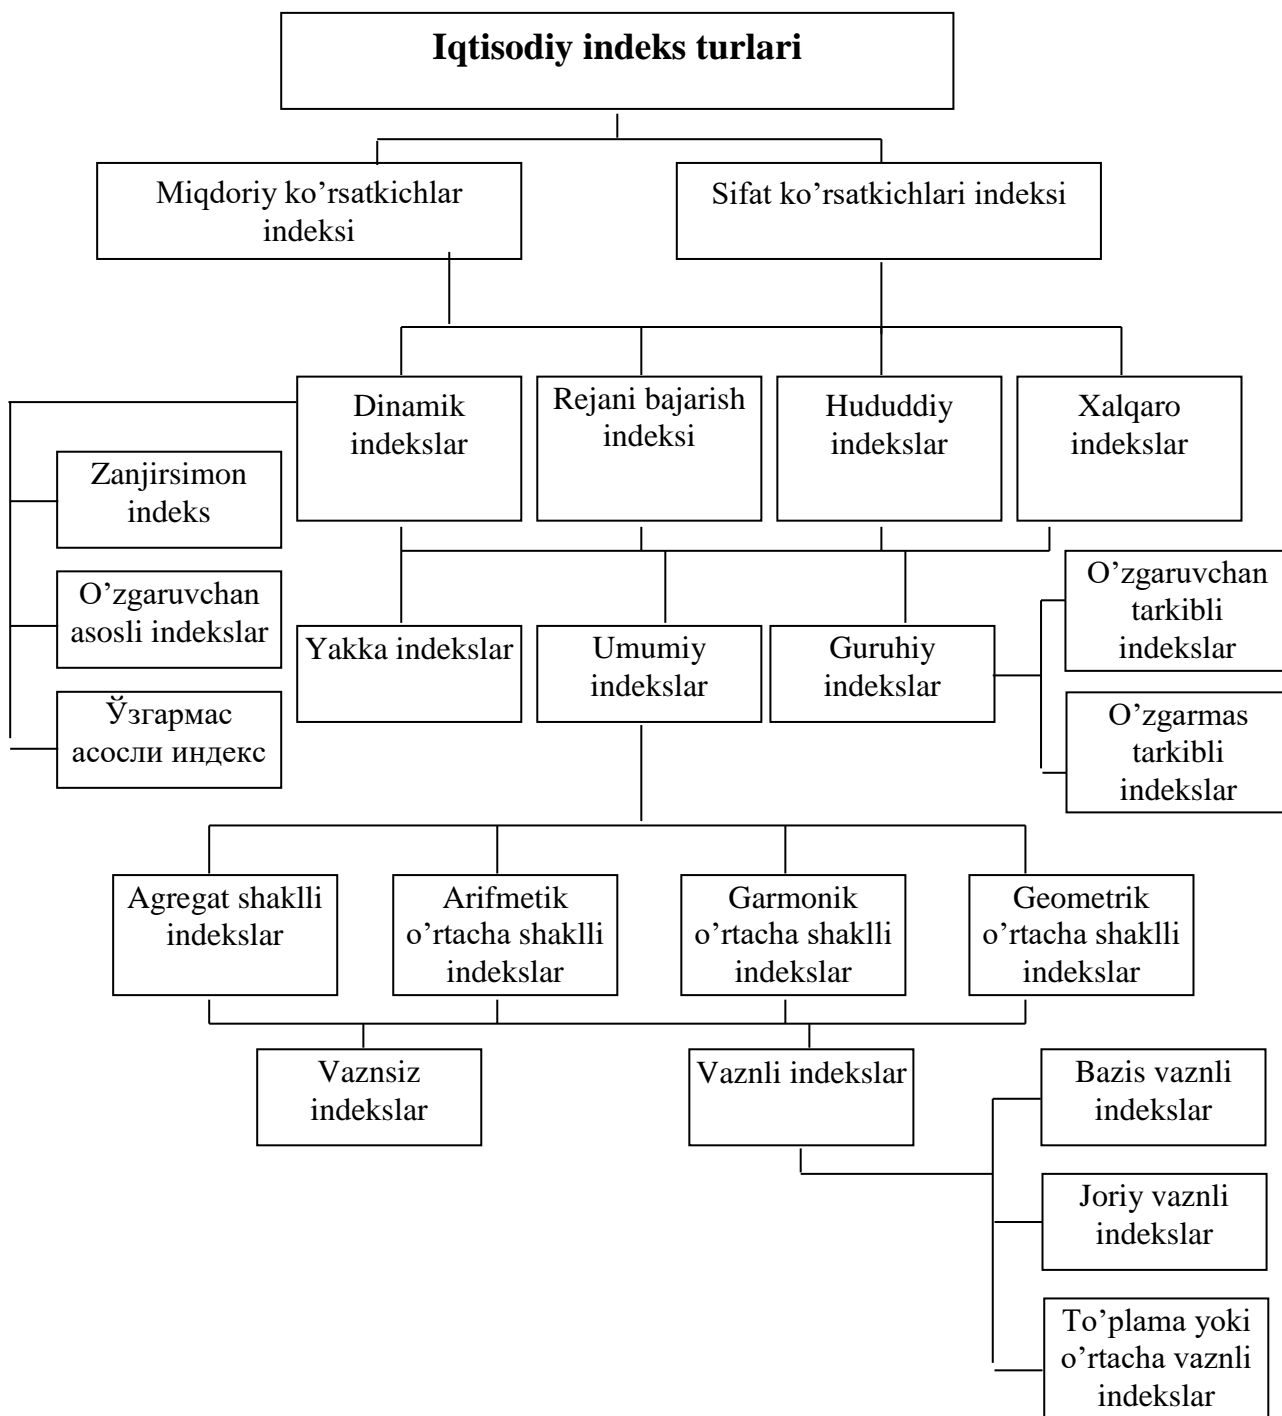 Iqtisodiy indeks turlari
Miqdoriy ko’rsatkichlar
indeksi
Sifat ko’rsatkichlari indeksi
Dinamik
indekslar
Rejani bajarish
indeksi
Hududdiy
indekslar
Xalqaro
indekslar
Zanjirsimon
indeks
O’zgaruvchan
asosli indekslar
Ўзгармас
асосли индекс
Yakka indekslar
Umumiy
indekslar
Guruhiy
indekslar
O’zgaruvchan
tarkibli
indekslar
O’zgarmas
tarkibli
indekslar
Agregat shaklli
indekslar
Arifmetik
o’rtacha shaklli
indekslar
Garmonik
o’rtacha shaklli
indekslar
Geometrik
o’rtacha shaklli
indekslar
Vaznsiz
indekslar
Vaznli indekslar
Bazis vaznli
indekslar
Joriy vaznli
indekslar
To’plama yoki
o’rtacha vaznli
indekslar